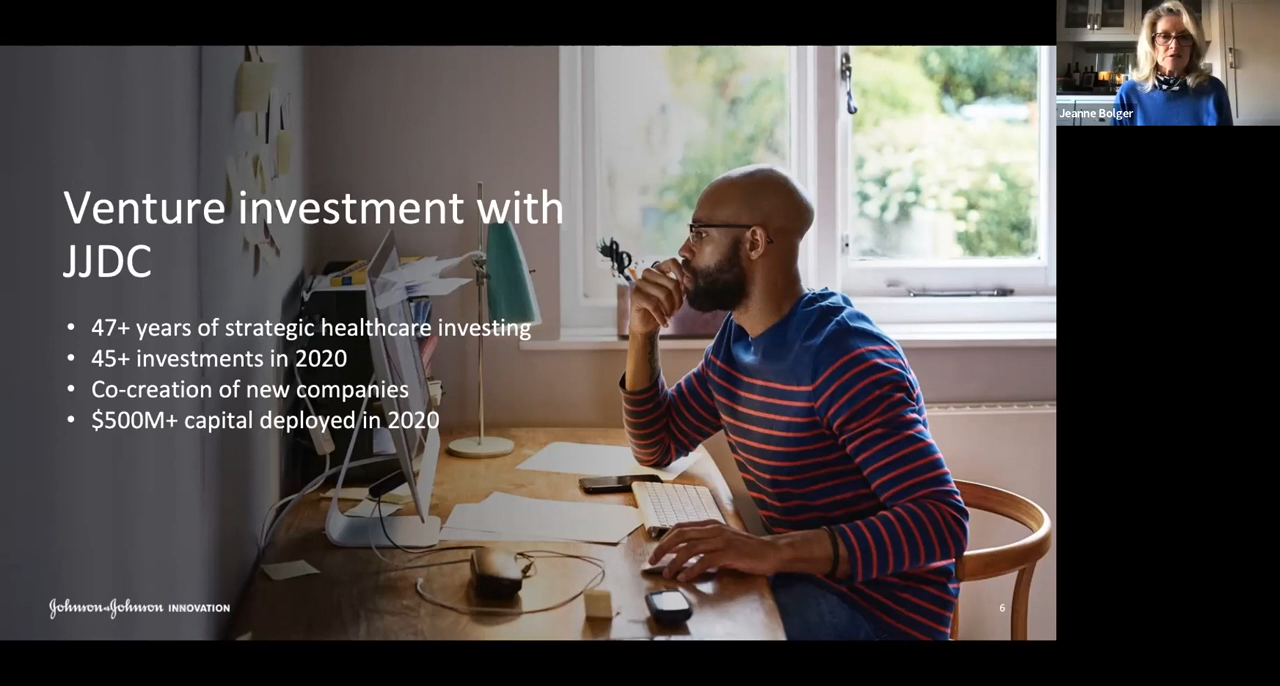 Venture investment with
JJDC
• 47+ years of strategic healthcare investing
• 45+ investments in 2020
• Co-creation of new companies
• $500M+ capital deployed in 2020
Johnson & Johnson INNOVATION
6
Jeanne Bolger